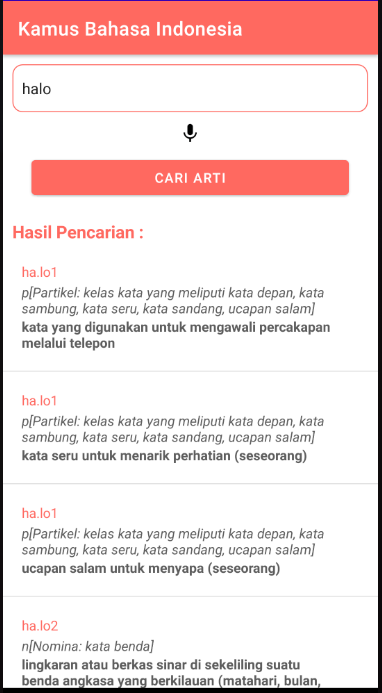 Kamus Bahasa Indonesia
halo
CARI ARTI
Hasil Pencarian :
ha.lo1
p[Partikel: kelas kata yang meliputi kata depan, kata
sambung, kata seru, kata sandang, ucapan salam]
kata yang digunakan untuk mengawali percakapan
melalui telepon
ha.lo1
p[Partikel: kelas kata yang meliputi kata depan, kata
sambung, kata seru, kata sandang, ucapan salam]
kata seru untuk menarik perhatian (seseorang)
ha.lo1
p[Partikel: kelas kata yang meliputi kata depan, kata
sambung, kata seru, kata sandang, ucapan salam]
ucapan salam untuk menyapa (seseorang)
ha.lo2
n[Nomina: kata benda]
lingkaran atau berkas sinar di sekeliling suatu
benda angkasa yang berkilauan (matahari, bulan,